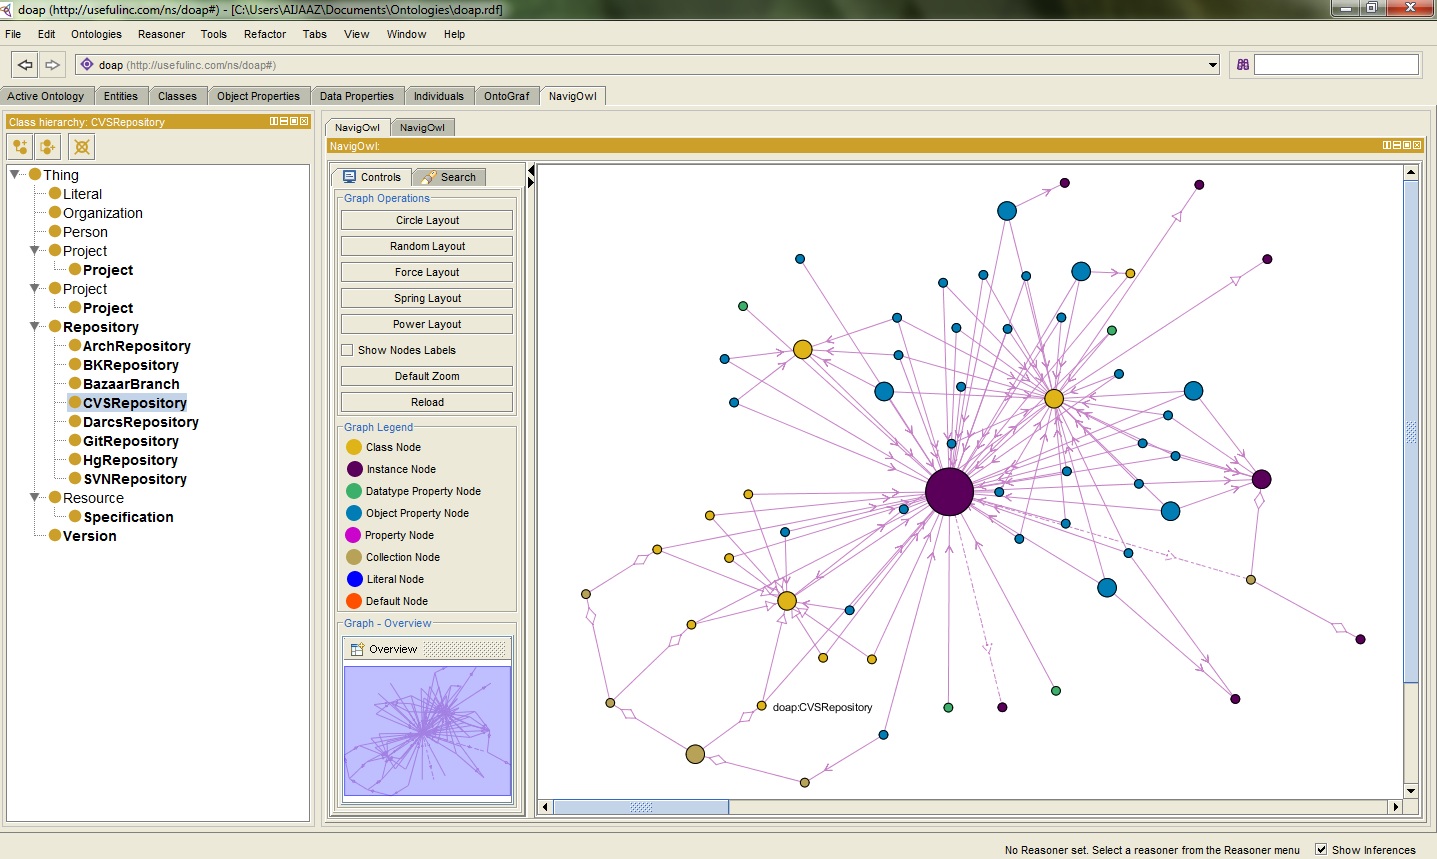 doap (http://usefulinc.com/ns/doap#) - [C:\Users\AIJAAZ\Documents\Ontologies\doap.rdf]
File Edit Ontologies Reasoner Tools Refactor Tabs View Window Help
doap (http://usefulinc.com/ns/doap#)
Active Ontology Entities Classes Object Properties Data Properties Individuals OntoGraf NavigOwl
Class hierarchy: CVSRepository
Thing
Literal
Organization
Person
Project
Project
Project
Project
Repository
ArchRepository
BKRepository
BazaarBranch
CVSRepository
DarcsRepository
GitRepository
HgRepository
SVNRepository
Resource
Specification
Version
NavigOwl NavigOwl
NavigOwl:
Controls Search
Graph Operations
Circle Layout
Random Layout
Force Layout
Spring Layout
Power Layout
Show Nodes Labels
Default Zoom
Reload
Graph Legend
Class Node
Instance Node
Datatype Property Node
Object Property Node
Property Node
Collection Node
Literal Node
Default Node
Graph - Overview
Overview
doap:CVSRepository
No Reasoner set. Select a reasoner from the Reasoner menu Show Inferences